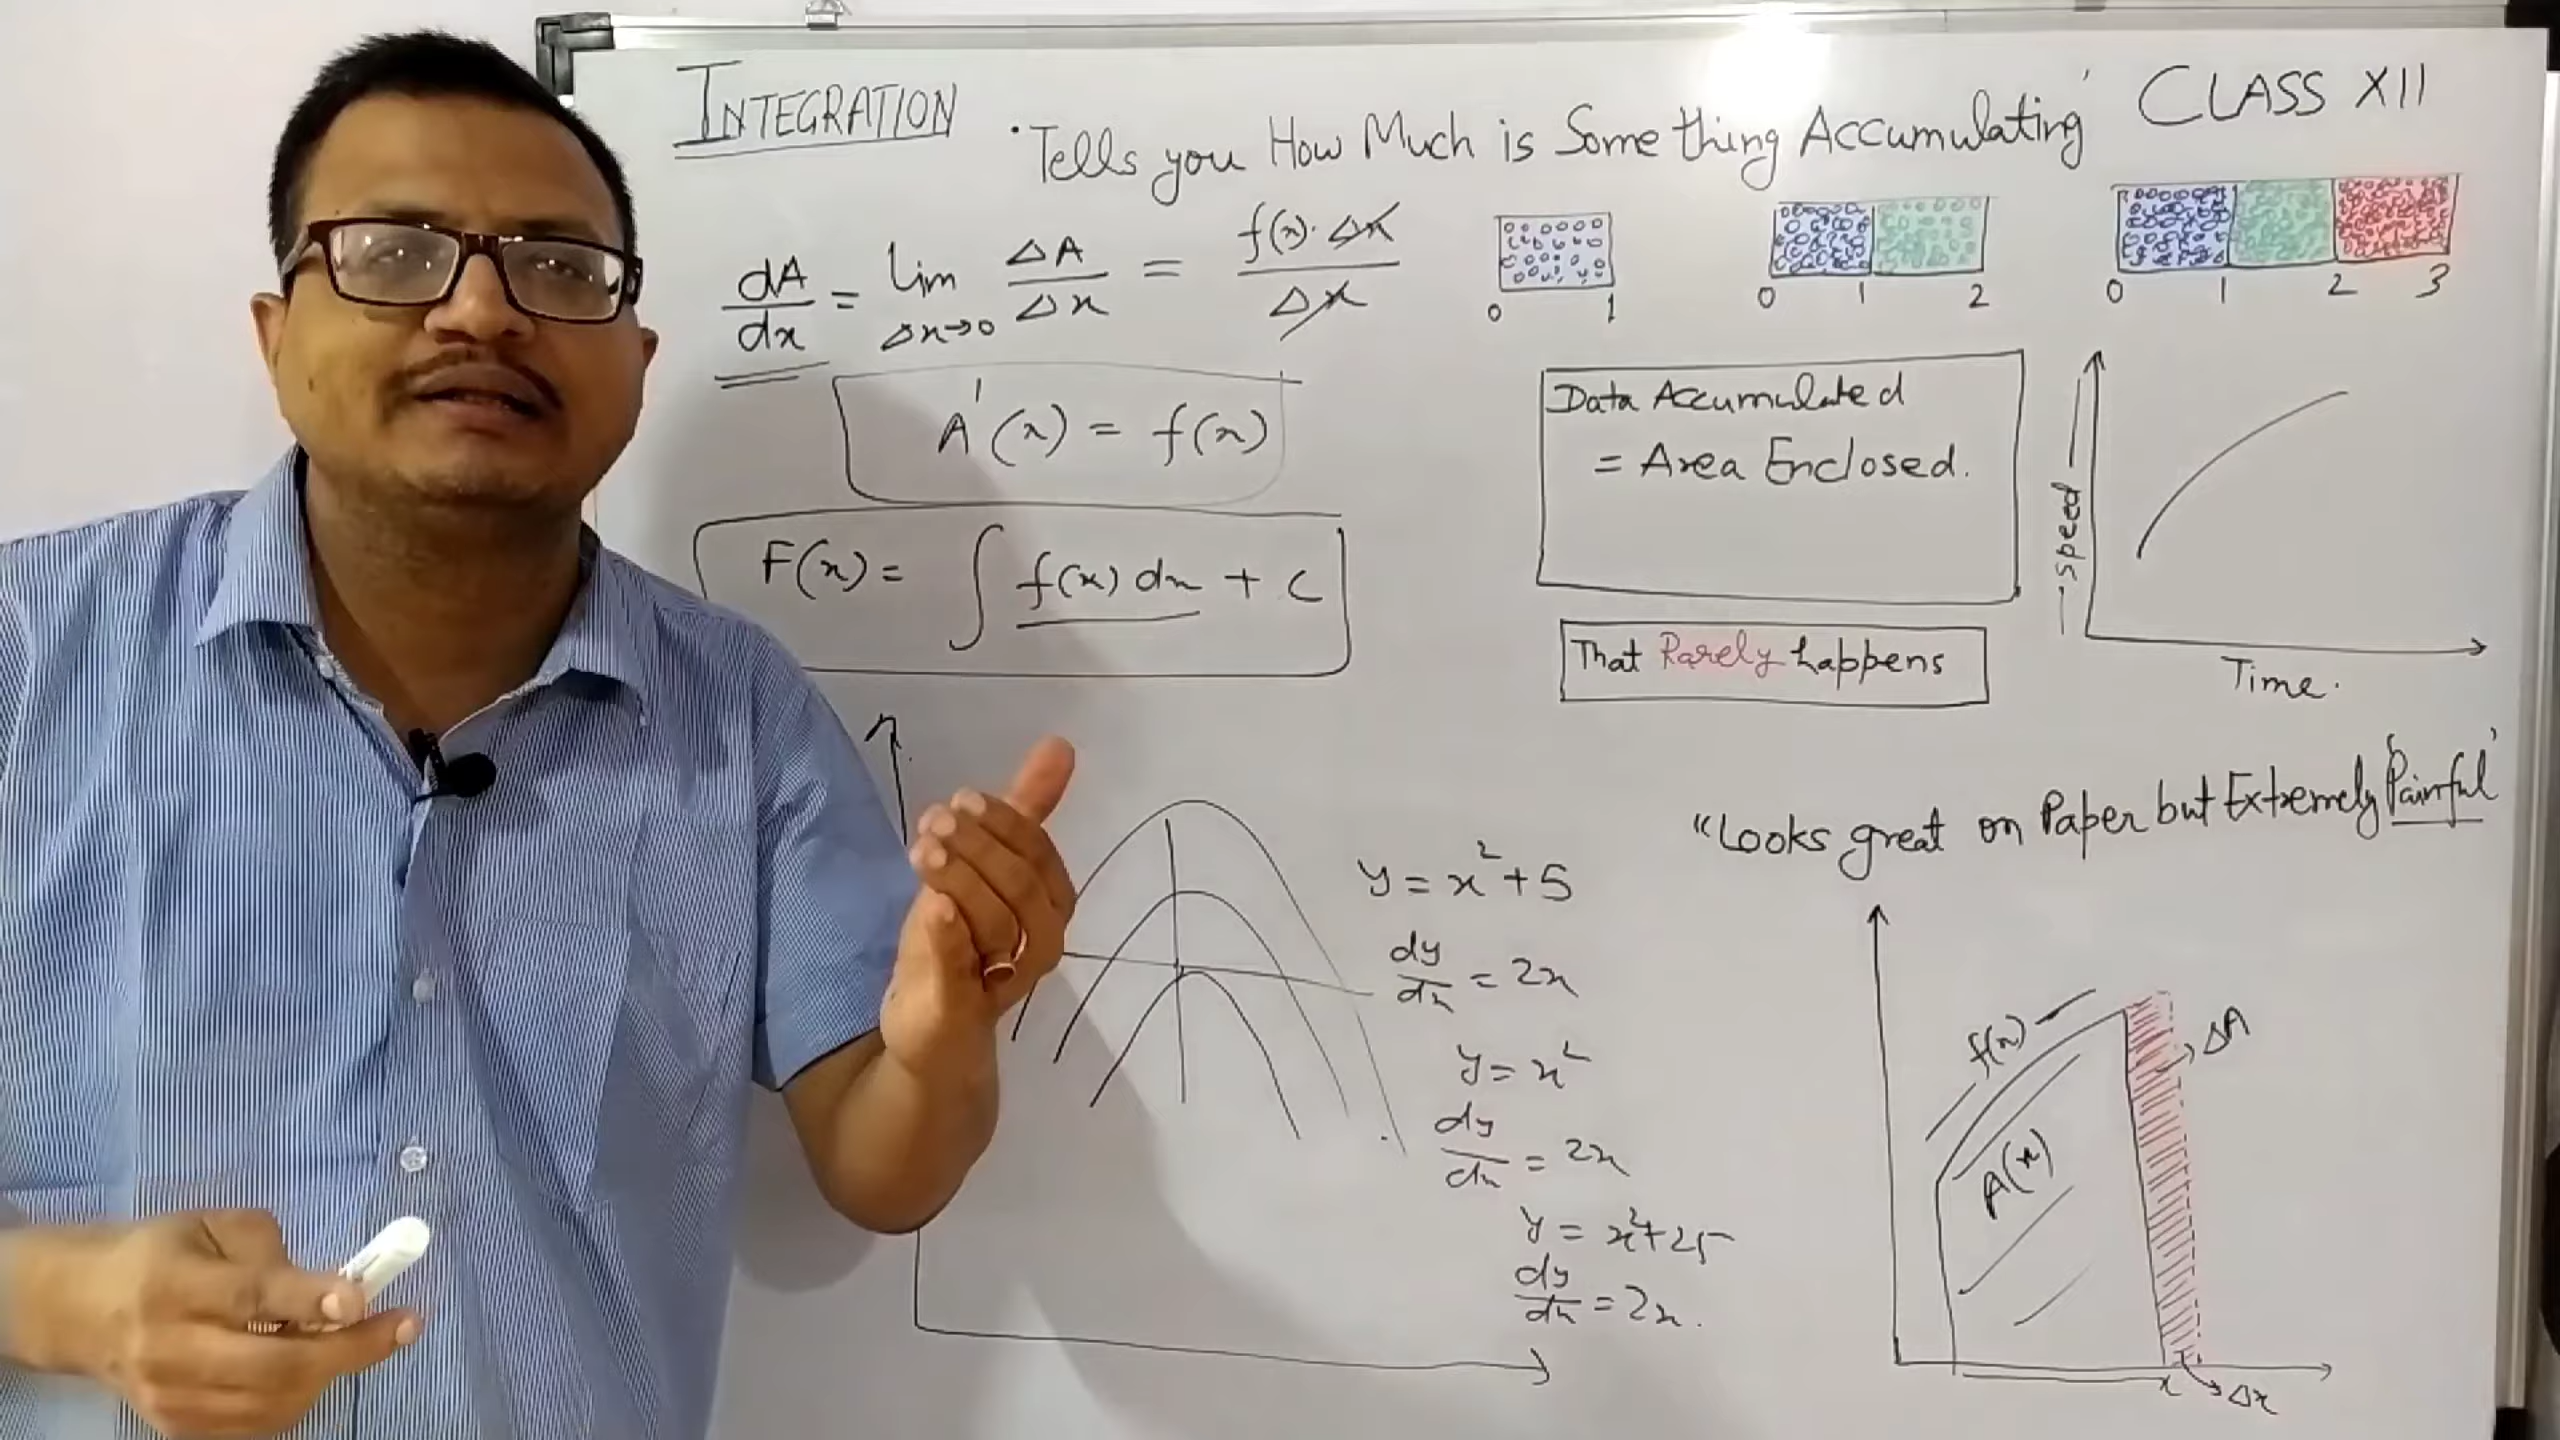 INTEGRATION
'Tells you How Much is Something Accumulating'
CLASS XII
dA/dx = Lim Δx→0 ΔA/Δx = f(x)·Δx/Δx
0 1
0 1 2
0 1 2 3
A'(x) = f(x)
F(x) = ∫ f(x) dx + c
Data Accumulated
= Area Enclosed.
That Rarely happens
speed
Time.
"Looks great on Paper but Extremely 'Painful'
y = x² + 5
dy/dx = 2x
y = x²
dy/dx = 2x
y = x² + 25
dy/dx = 2x.
f(x)
ΔA
A(x)
x
Δx